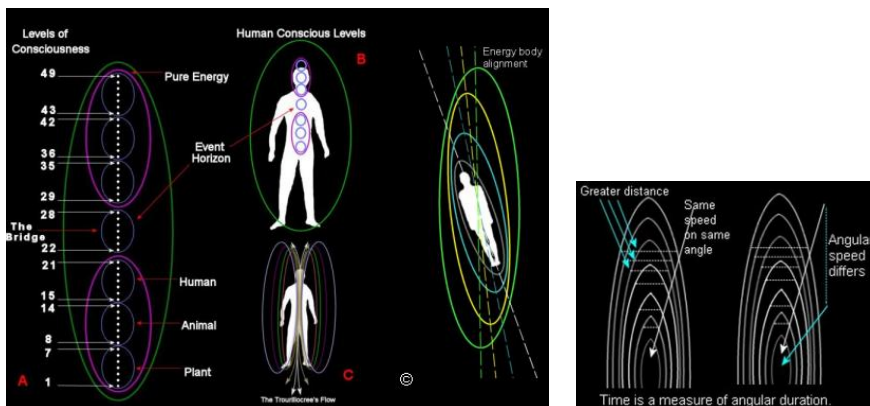 Levels of
Consciousness
49
43
42
36
35
29
28
The
Bridge
22
21
15
14
8
7
1
Pure Energy
Event
Horizon
Human
Animal
Plant
A
Human Conscious Levels
B
C
The Tourillocree's Flow
Energy body
alignment
©
Greater distance
Same
speed
on same
angle
Angular
speed
differs
Time is a measure of angular duration.